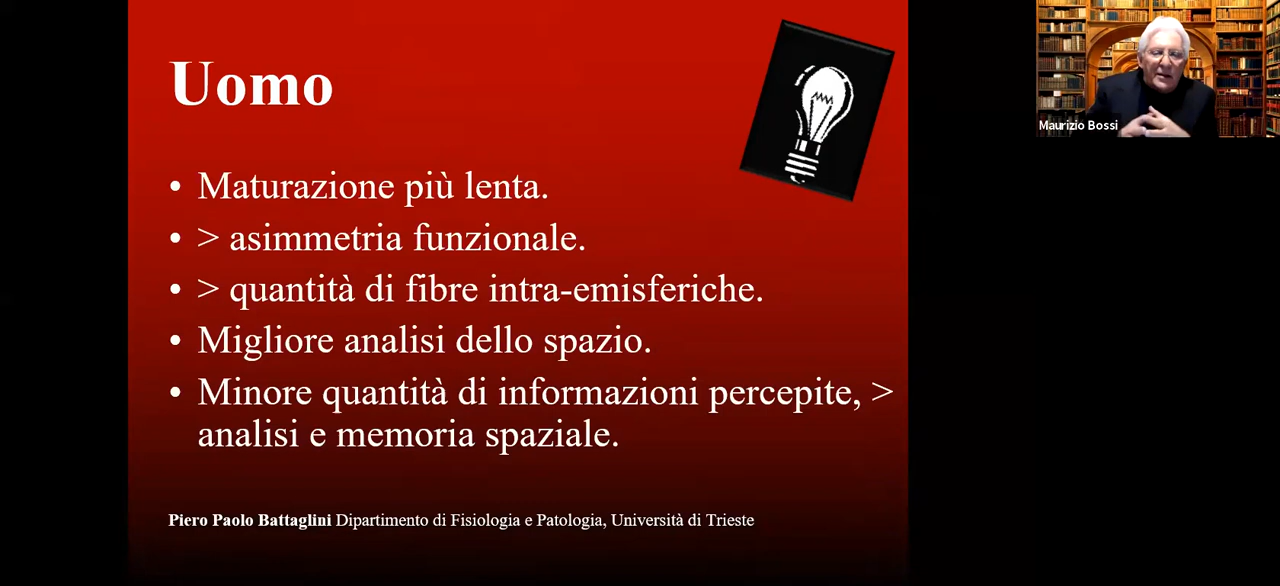 Uomo
• Maturazione più lenta.
• > asimmetria funzionale.
• > quantità di fibre intra-emisferiche.
• Migliore analisi dello spazio.
• Minore quantità di informazioni percepite, >
analisi e memoria spaziale.
Piero Paolo Battaglini Dipartimento di Fisiologia e Patologia, Università di Trieste
Maurizio Bossi